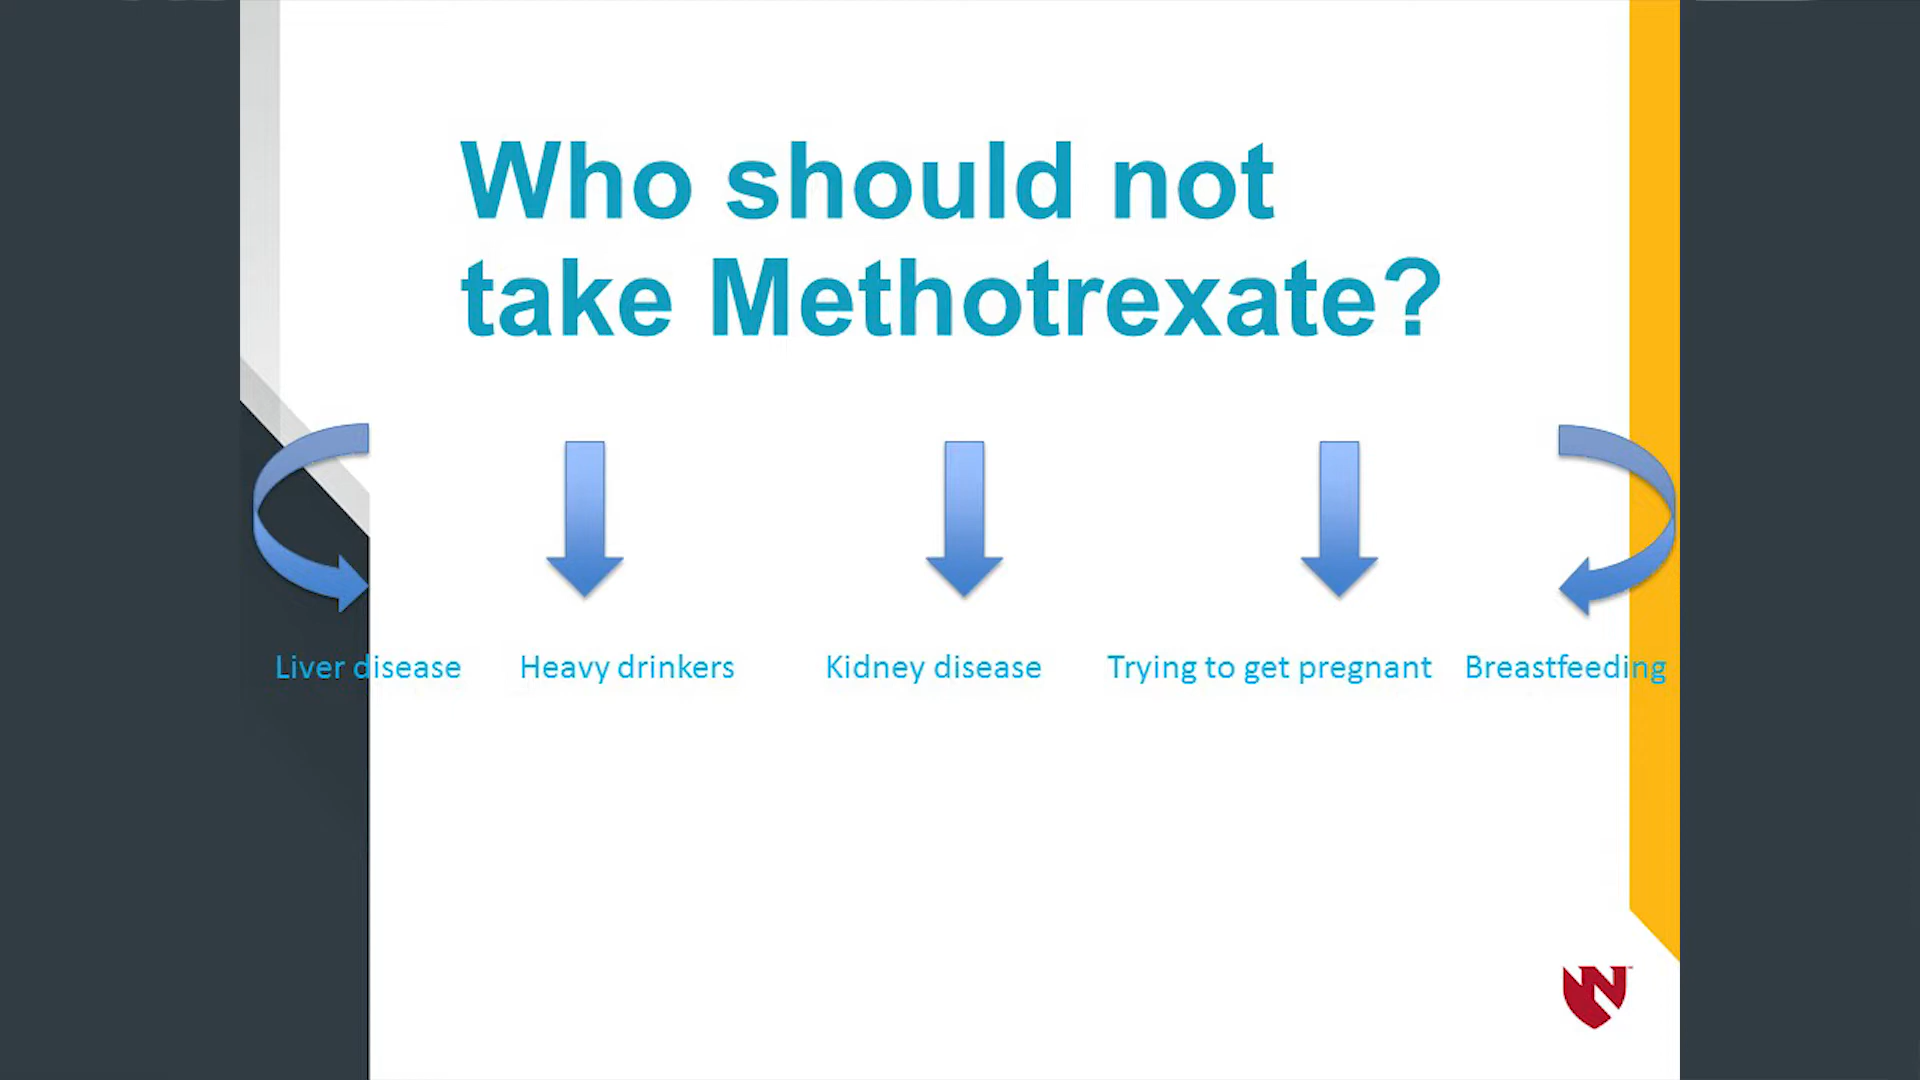 Who should not
take Methotrexate?
Liver disease
Heavy drinkers
Kidney disease
Trying to get pregnant
Breastfeeding